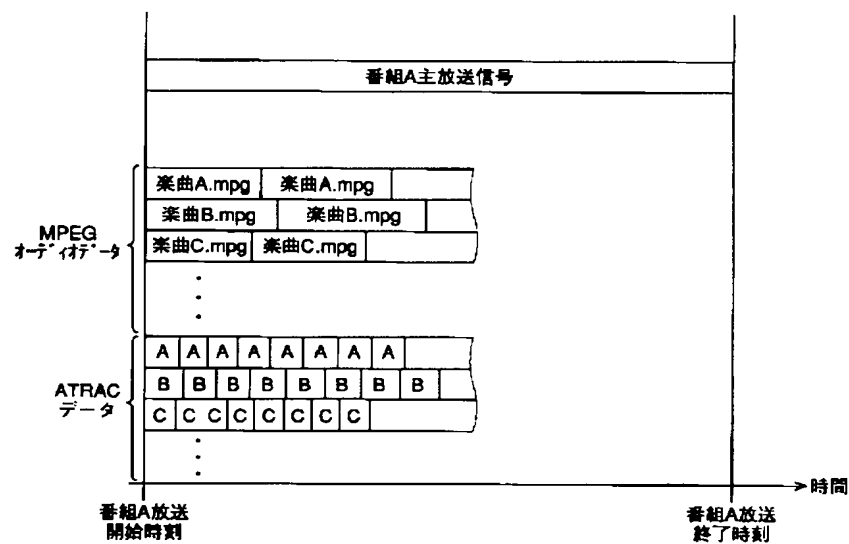 番組A主放送信号
楽曲A.mpg 楽曲A.mpg
楽曲B.mpg 楽曲B.mpg
MPEG
オーディオデータ
楽曲C.mpg 楽曲C.mpg
A A A A A A A A
ATRAC
データ
B B B B B B B B
C C C C C C C C
時間
番組A放送
開始時刻
番組A放送
終了時刻